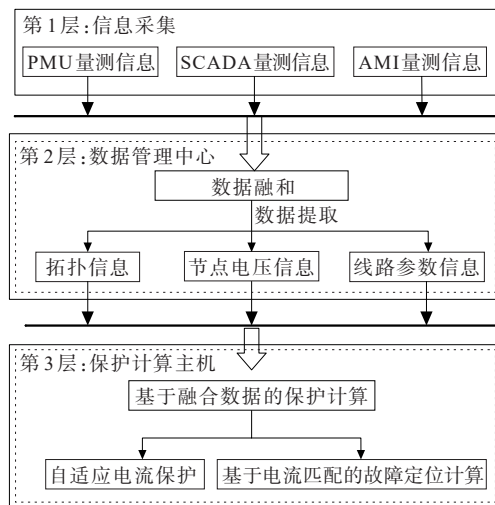 第1层:信息采集
PMU量测信息 SCADA量测信息 AMI量测信息
第2层:数据管理中心
数据融和
数据提取
拓扑信息 节点电压信息 线路参数信息
第3层:保护计算主机
基于融合数据的保护计算
自适应电流保护 基于电流匹配的故障定位计算